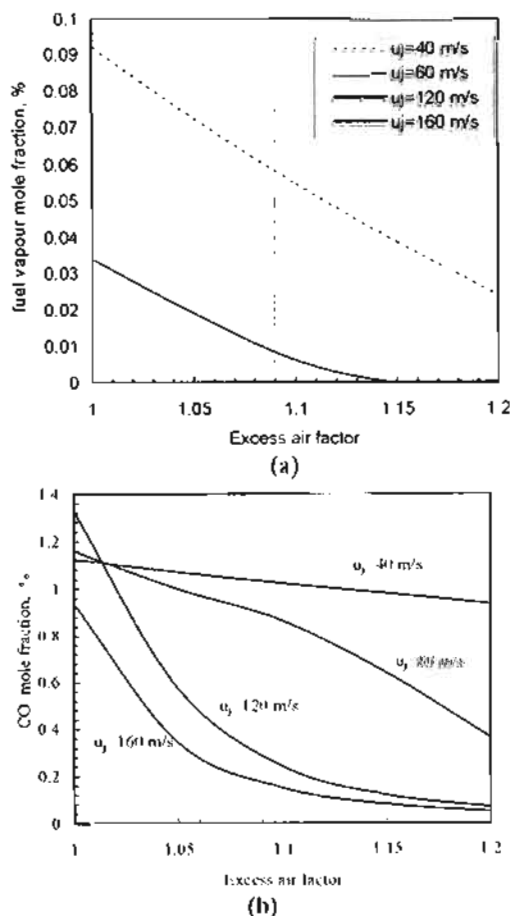 0.1
0.09
0.08
0.07
0.06
0.05
0.04
0.03
0.02
0.01
0
fuel vapour mole fraction, %
uj=40 m/s
uj=60 m/s
uj=120 m/s
uj=160 m/s
1 1.05 1.1 1.15 1.2
Excess air factor
(a)
1.4
1.2
1
0.8
0.6
0.4
0.2
0
CO mole fraction,
uj 40 m/s
uj m/s
uj 120 m/s
uj 160 m/s
1 1.05 1.1 1.15 1.2
Excess air factor
(b)